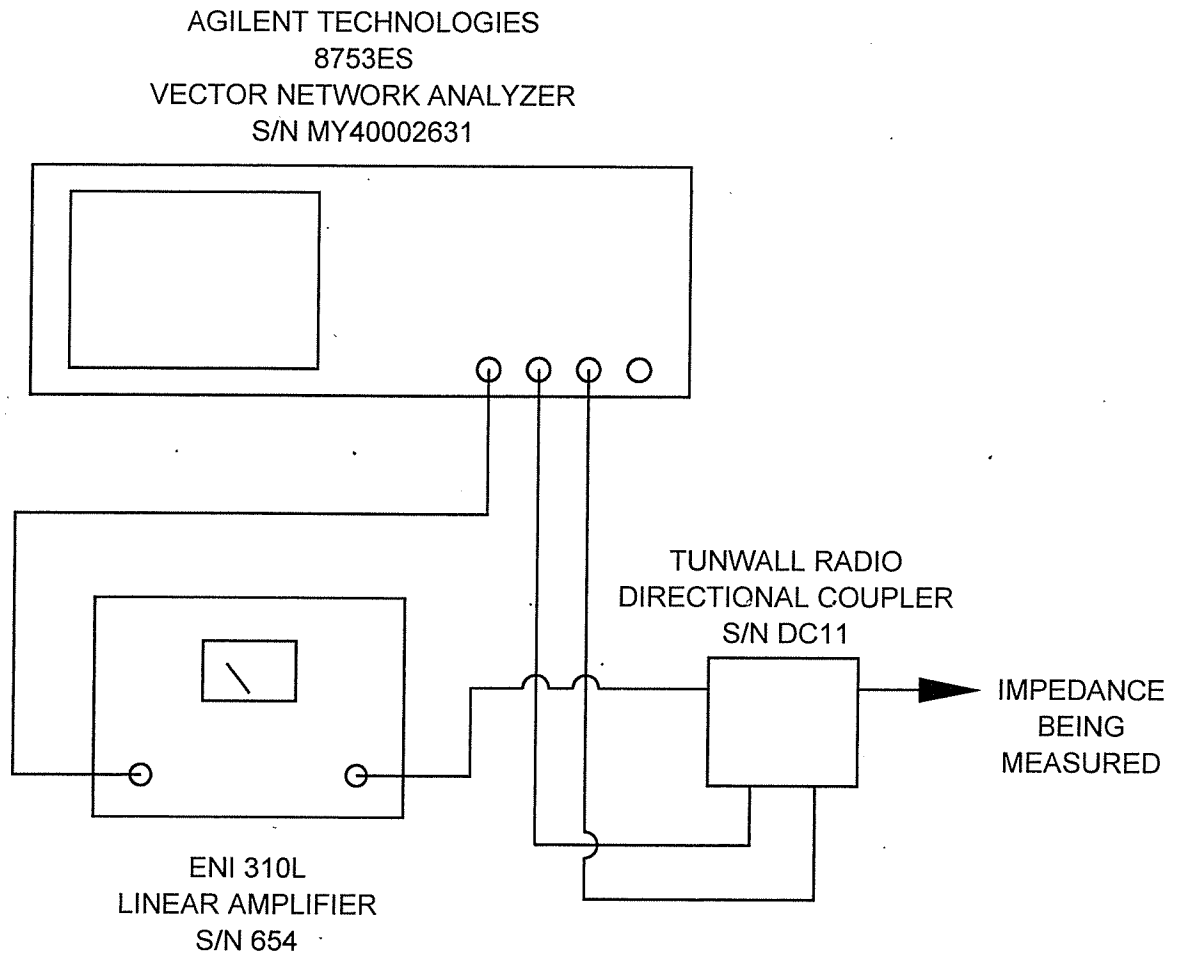 AGILENT TECHNOLOGIES
8753ES
VECTOR NETWORK ANALYZER
S/N MY40002631
TUNWALL RADIO
DIRECTIONAL COUPLER
S/N DC11
IMPEDANCE
BEING
MEASURED
ENI 310L
LINEAR AMPLIFIER
S/N 654